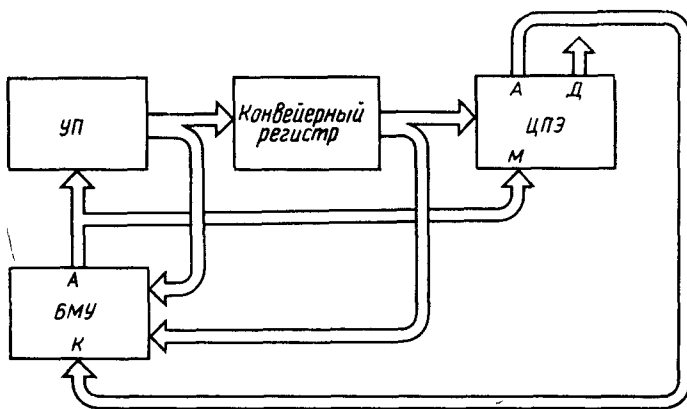 УП
Конвейерный
регистр
А
Д
ЦПЭ
М
А
БМУ
К